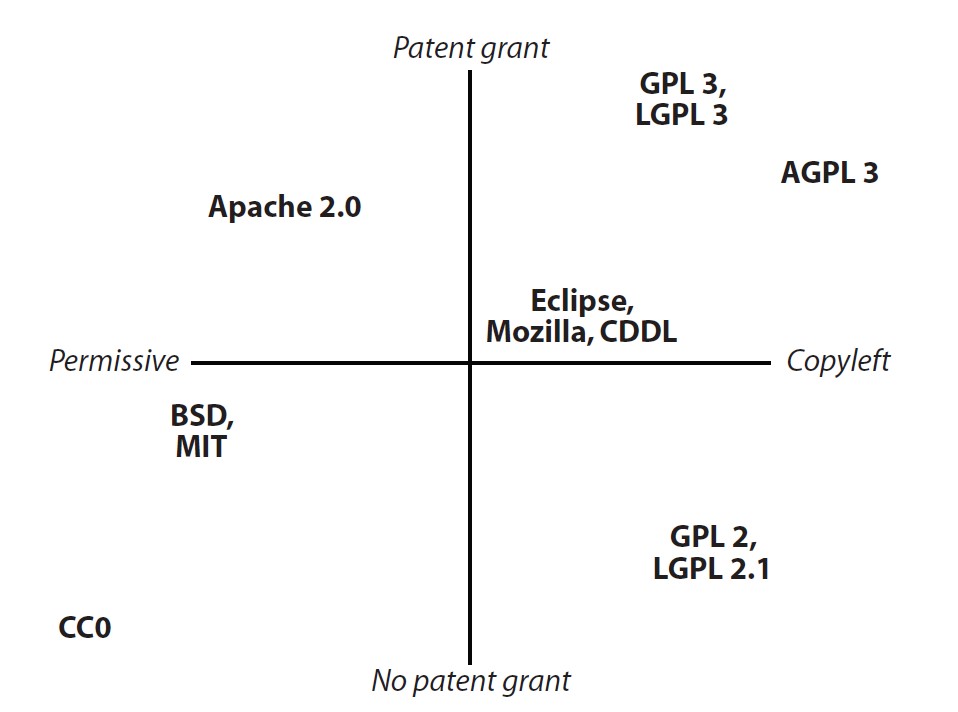 Patent grant
GPL 3,
LGPL 3
AGPL 3
Apache 2.0
Eclipse,
Mozilla, CDDL
Permissive
Copyleft
BSD,
MIT
GPL 2,
LGPL 2.1
CC0
No patent grant